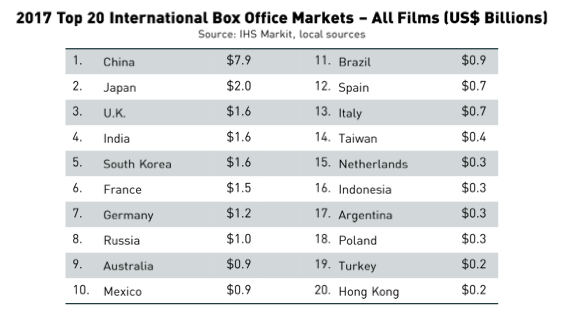 2017 Top 20 International Box Office Markets – All Films (US$ Billions)
Source: IHS Markit, local sources
1. China $7.9 11. Brazil $0.9
2. Japan $2.0 12. Spain $0.7
3. U.K. $1.6 13. Italy $0.7
4. India $1.6 14. Taiwan $0.4
5. South Korea $1.6 15. Netherlands $0.3
6. France $1.5 16. Indonesia $0.3
7. Germany $1.2 17. Argentina $0.3
8. Russia $1.0 18. Poland $0.3
9. Australia $0.9 19. Turkey $0.2
10. Mexico $0.9 20. Hong Kong $0.2